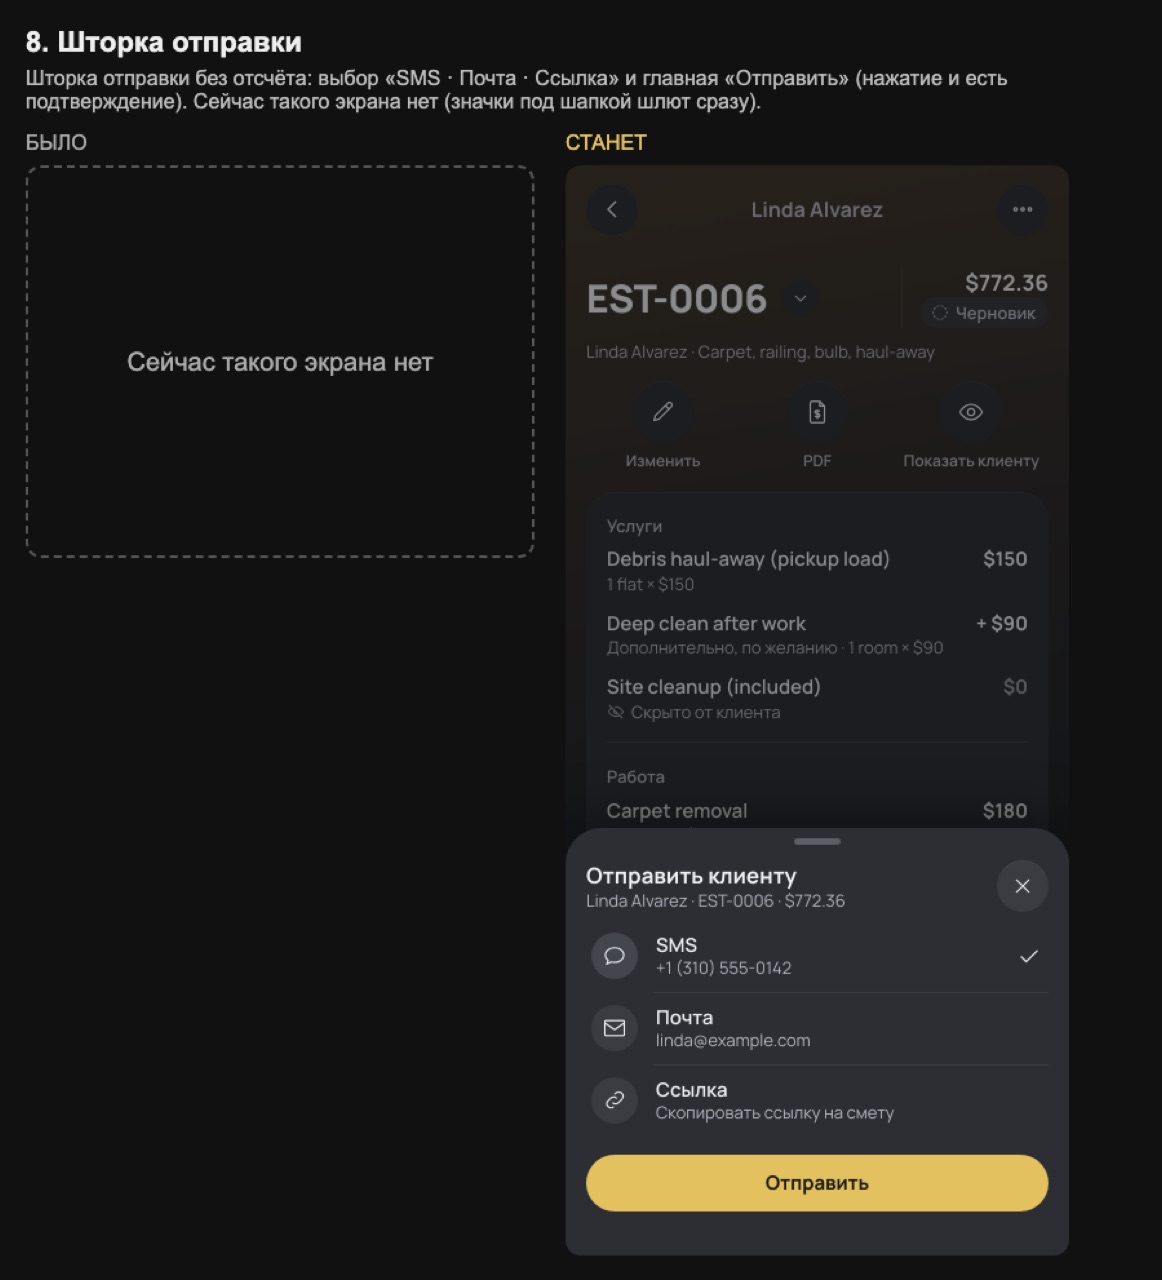 8. Шторка отправки
Шторка отправки без отсчёта: выбор «SMS · Почта · Ссылка» и главная «Отправить» (нажатие и есть
подтверждение). Сейчас такого экрана нет (значки под шапкой шлют сразу).
БЫЛО
Сейчас такого экрана нет
СТАНЕТ
Linda Alvarez
EST-0006
$772.36
Черновик
Linda Alvarez · Carpet, railing, bulb, haul-away
Изменить
PDF
Показать клиенту
Услуги
Debris haul-away (pickup load) $150
1 flat × $150
Deep clean after work + $90
Дополнительно, по желанию · 1 room × $90
Site cleanup (included) $0
Скрыто от клиента
Работа
Carpet removal $180
Отправить клиенту
Linda Alvarez · EST-0006 · $772.36
SMS
+1 (310) 555-0142
Почта
linda@example.com
Ссылка
Скопировать ссылку на смету
Отправить